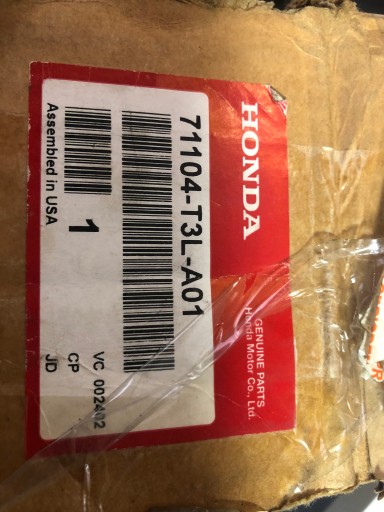 HONDA
GENUINE PARTS
Honda Motor Co., Ltd.
71104-T3L-A01
1
Assembled in USA
VC 002402
CP
JD